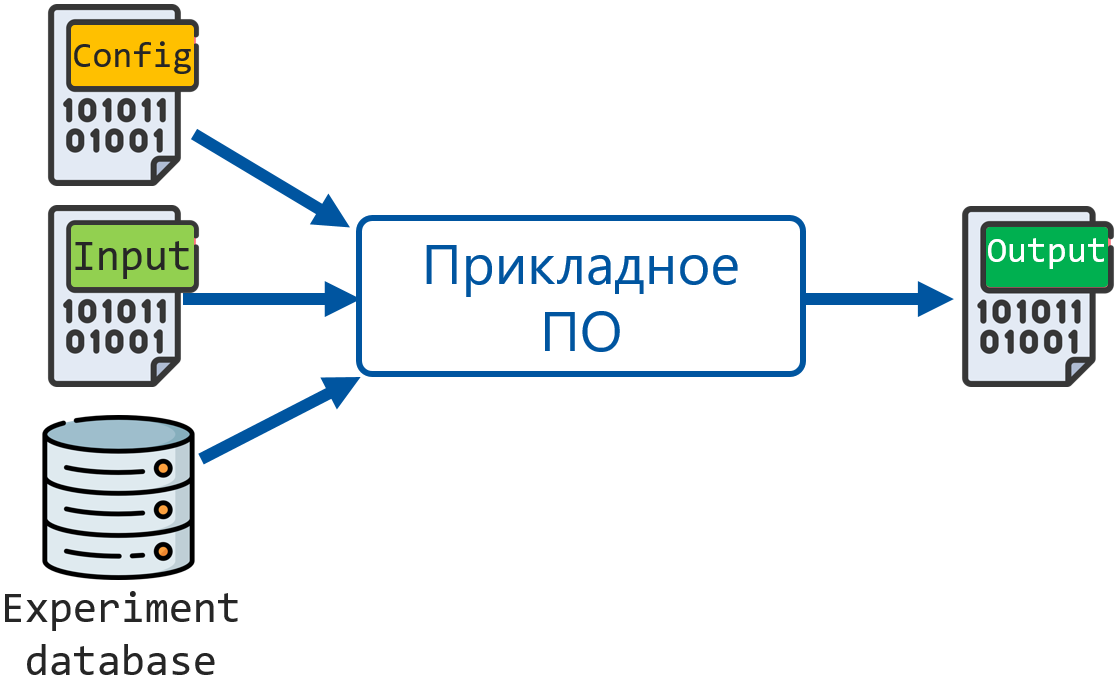 Config
101011
01001
Input
101011
01001
Experiment
database
Прикладное
ПО
Output
101011
01001